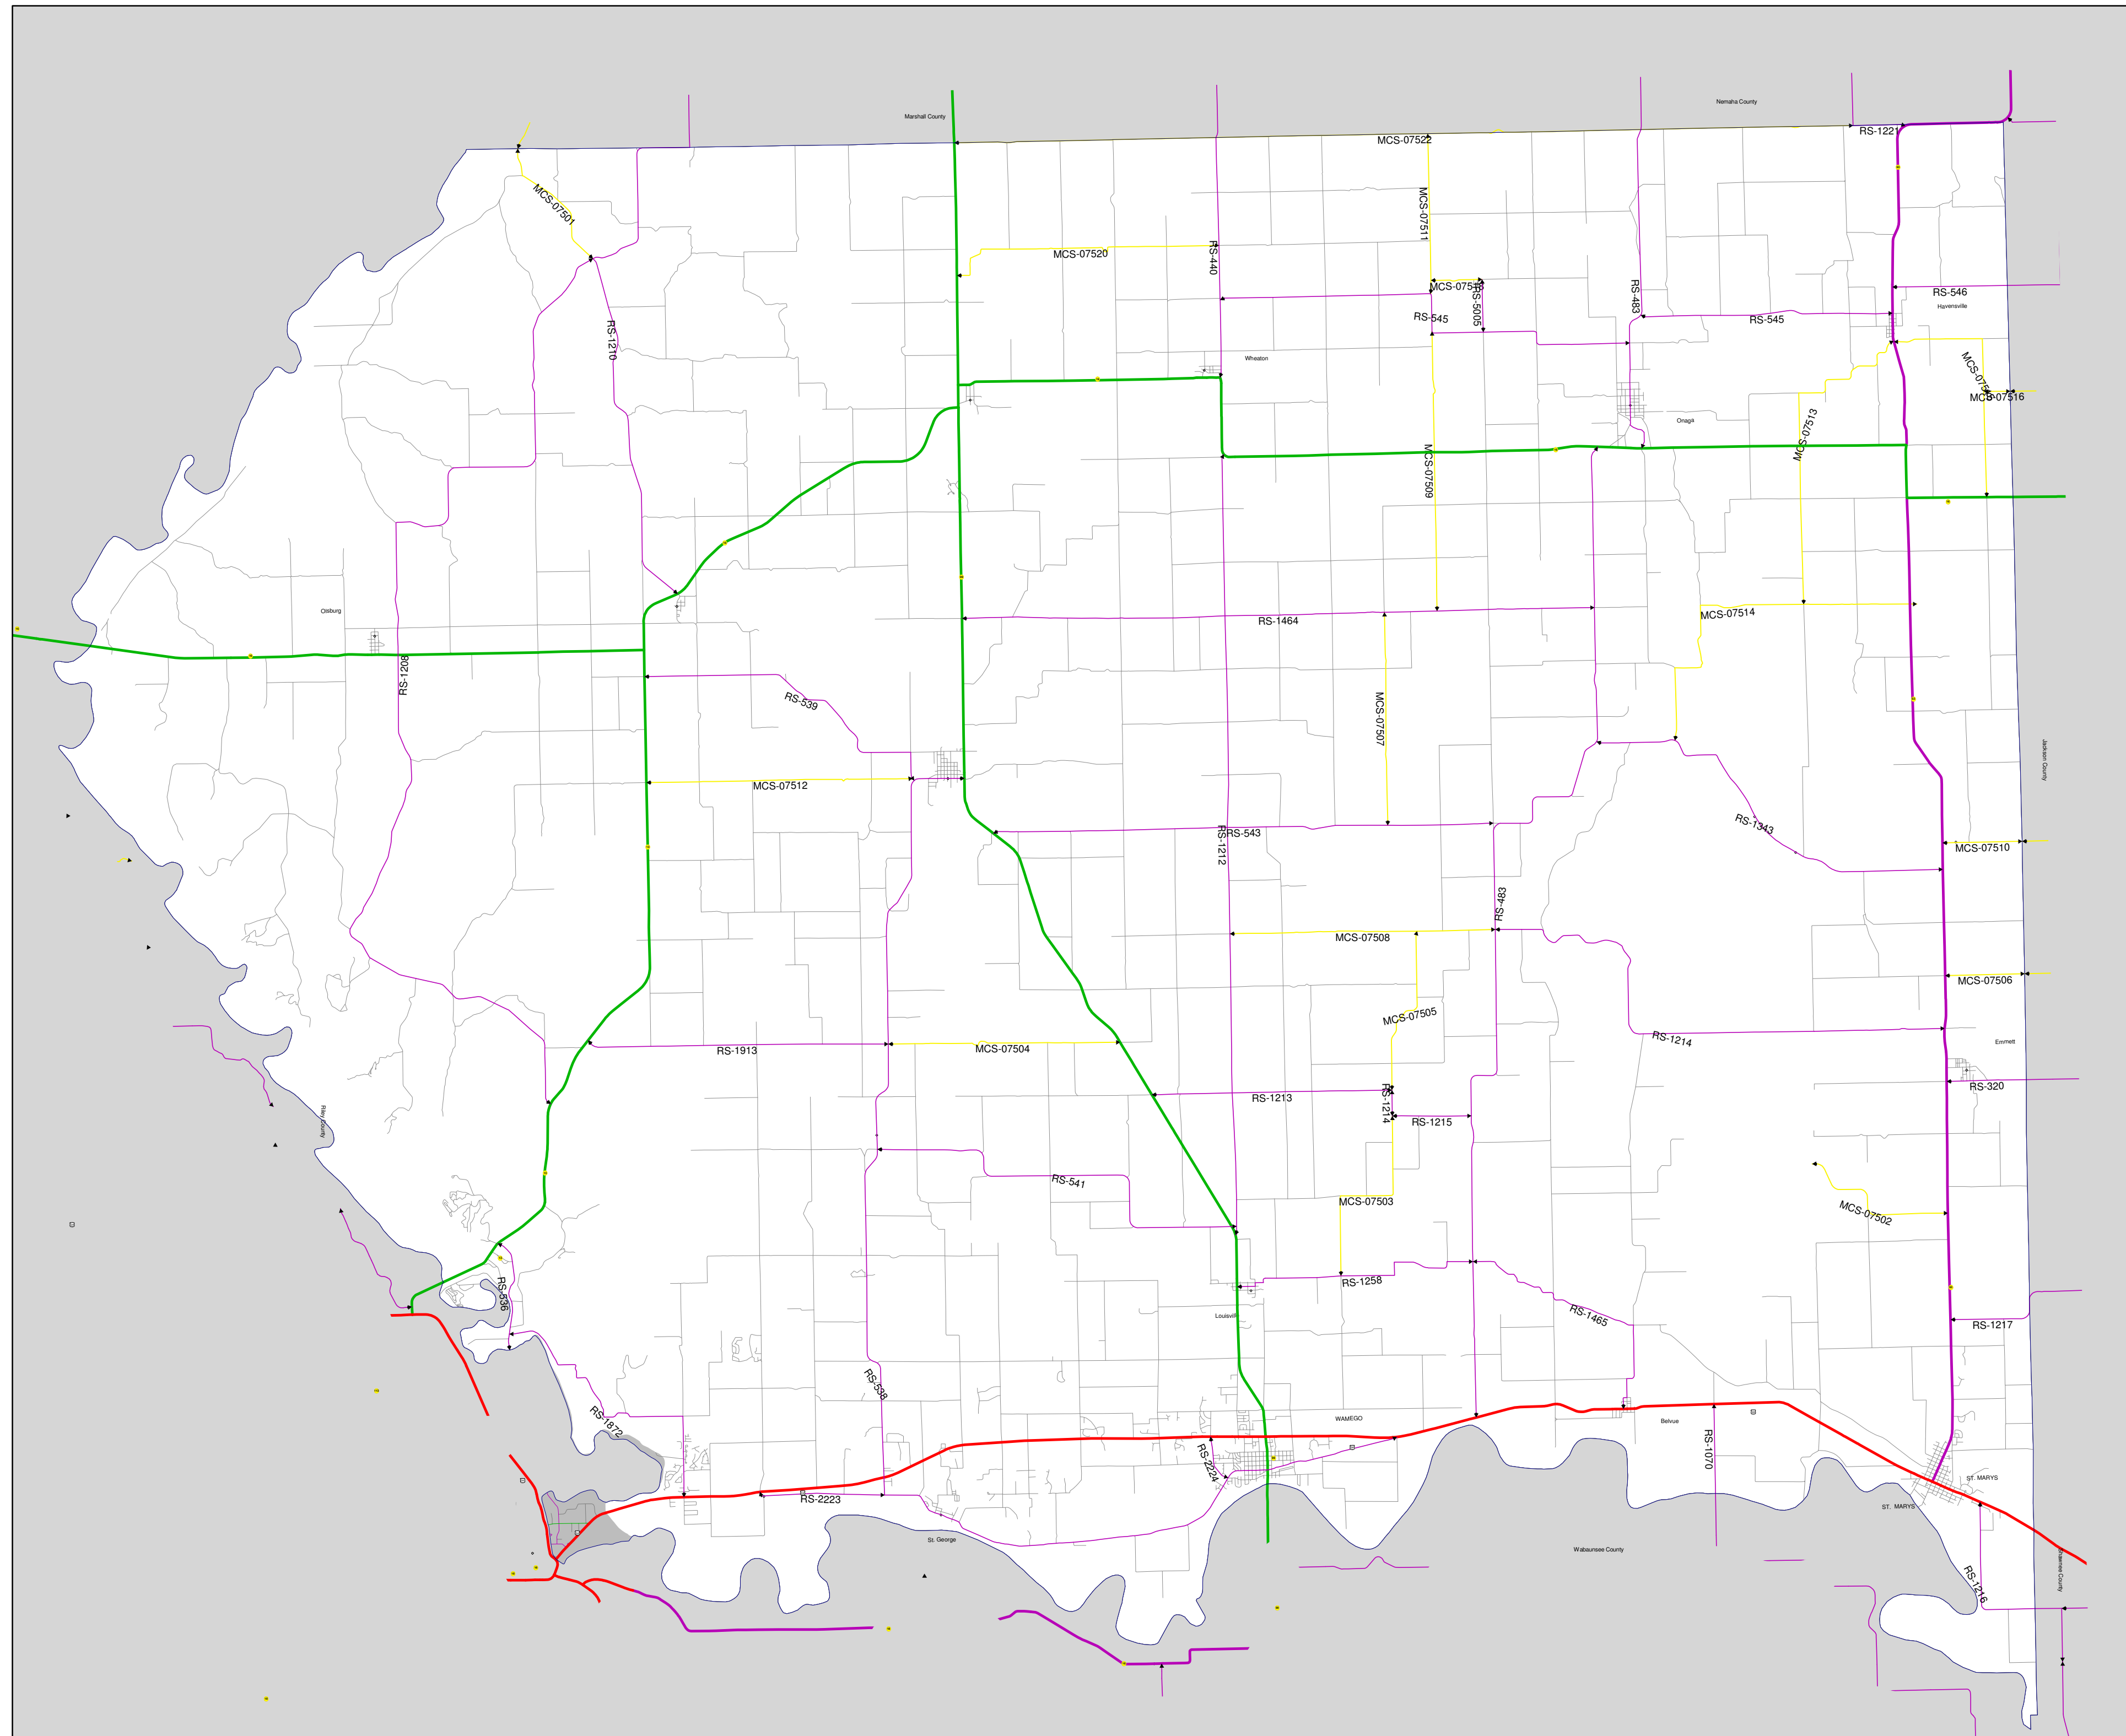 Nemaha County
Marshall County
RS-1221
MCS-07522
MCS-07501
MCS-07511
MCS-07520
RS-440
RS-546
RS-483
RS-5005
Havensville
RS-545
RS-545
RS-1210
Wheaton
MCS-07516
MCS-07513
Onaga
MCS-07509
Olsburg
MCS-07514
RS-1464
RS-1208
RS-539
MCS-07507
Jackson County
MCS-07512
RS-1343
RS-543
RS-1212
MCS-07510
RS-483
MCS-07508
MCS-07506
MCS-07505
RS-1214
Emmett
RS-1913
MCS-07504
RS-320
RS-1213
RS-1214
Riley County
RS-1215
RS-541
MCS-07503
MCS-07502
RS-1258
RS-536
RS-1465
RS-1217
RS-538
WAMEGO
Belvue
RS-1872
RS-1070
RS-2224
ST. MARYS
RS-2223
ST. MARYS
St. George
Wabaunsee County
RS-1216